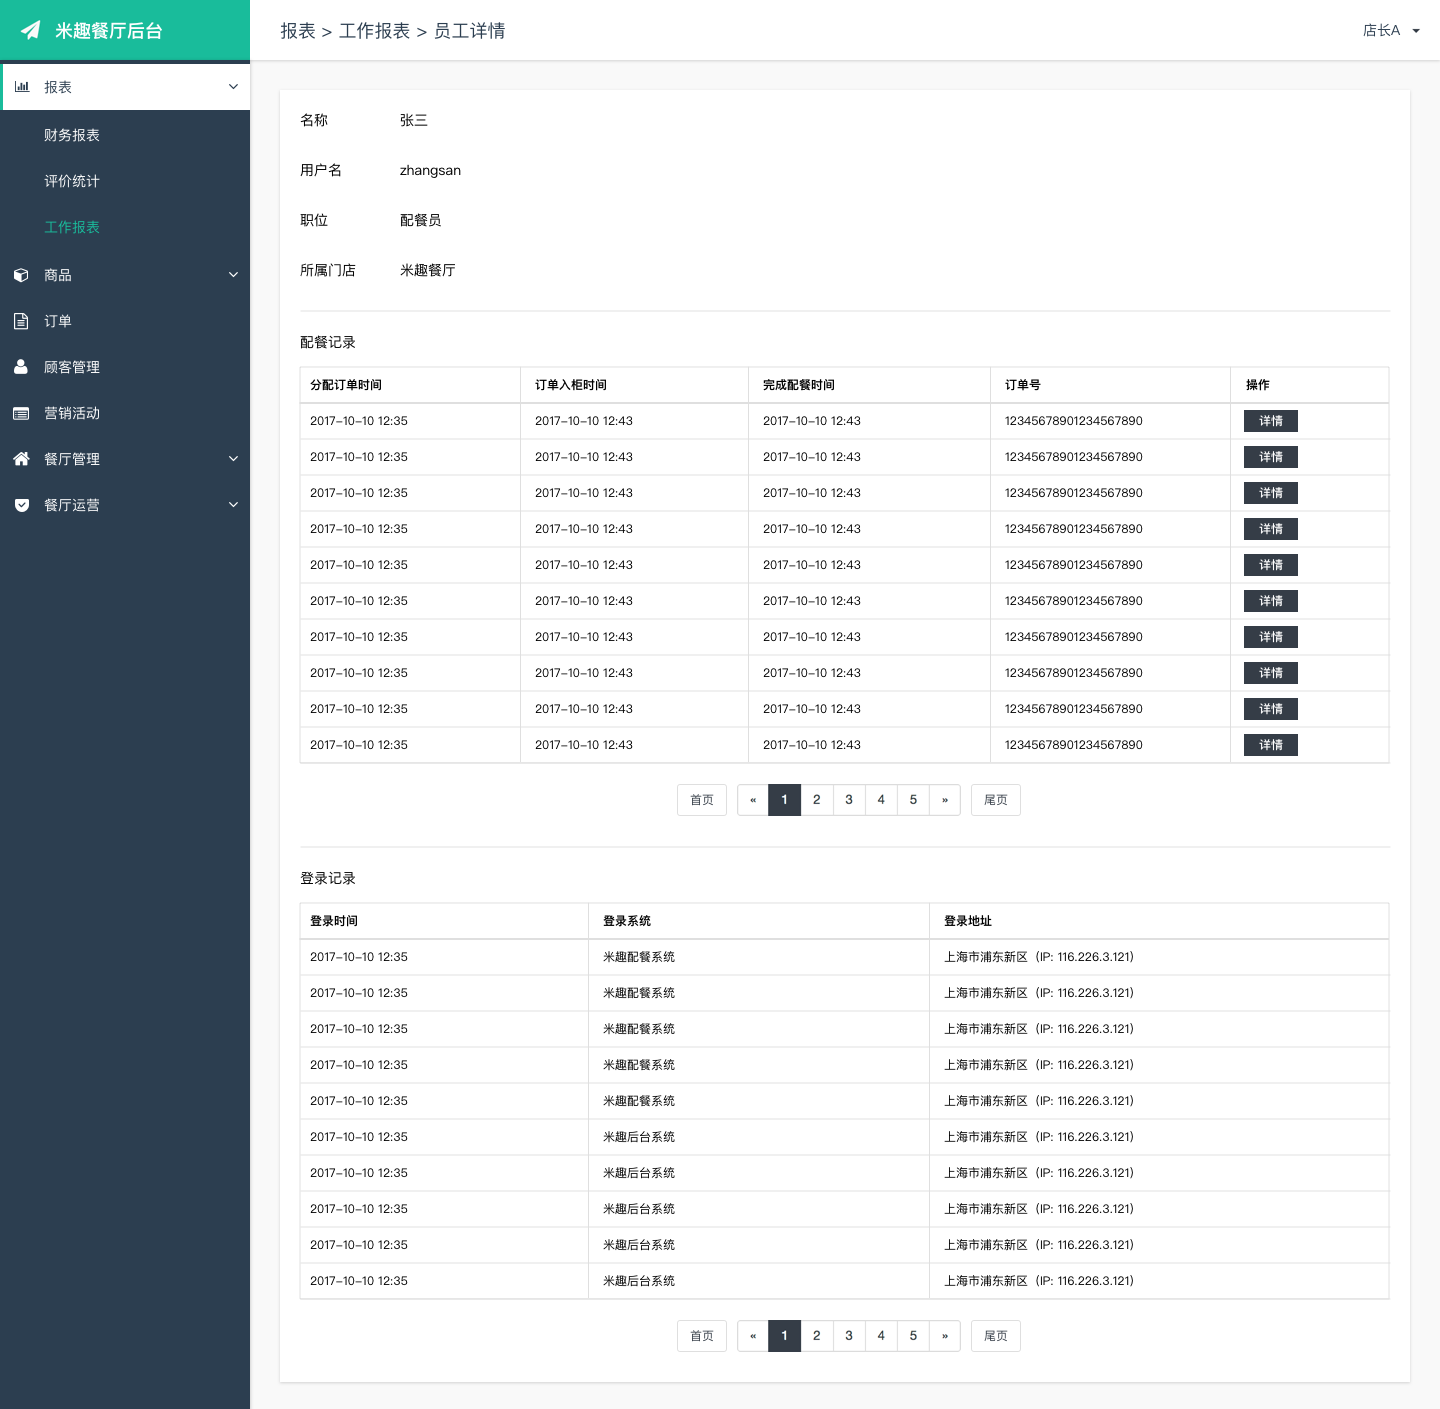 米趣餐厅后台
报表 > 工作报表 > 员工详情
店长A
报表
财务报表
评价统计
工作报表
商品
订单
顾客管理
营销活动
餐厅管理
餐厅运营
名称 张三
用户名 zhangsan
职位 配餐员
所属门店 米趣餐厅
配餐记录
分配订单时间 订单入柜时间 完成配餐时间 订单号 操作
2017-10-10 12:35 2017-10-10 12:43 2017-10-10 12:43 12345678901234567890 详情
2017-10-10 12:35 2017-10-10 12:43 2017-10-10 12:43 12345678901234567890 详情
2017-10-10 12:35 2017-10-10 12:43 2017-10-10 12:43 12345678901234567890 详情
2017-10-10 12:35 2017-10-10 12:43 2017-10-10 12:43 12345678901234567890 详情
2017-10-10 12:35 2017-10-10 12:43 2017-10-10 12:43 12345678901234567890 详情
2017-10-10 12:35 2017-10-10 12:43 2017-10-10 12:43 12345678901234567890 详情
2017-10-10 12:35 2017-10-10 12:43 2017-10-10 12:43 12345678901234567890 详情
2017-10-10 12:35 2017-10-10 12:43 2017-10-10 12:43 12345678901234567890 详情
2017-10-10 12:35 2017-10-10 12:43 2017-10-10 12:43 12345678901234567890 详情
2017-10-10 12:35 2017-10-10 12:43 2017-10-10 12:43 12345678901234567890 详情
首页 « 1 2 3 4 5 » 尾页
登录记录
登录时间 登录系统 登录地址
2017-10-10 12:35 米趣配餐系统 上海市浦东新区（IP: 116.226.3.121）
2017-10-10 12:35 米趣配餐系统 上海市浦东新区（IP: 116.226.3.121）
2017-10-10 12:35 米趣配餐系统 上海市浦东新区（IP: 116.226.3.121）
2017-10-10 12:35 米趣配餐系统 上海市浦东新区（IP: 116.226.3.121）
2017-10-10 12:35 米趣配餐系统 上海市浦东新区（IP: 116.226.3.121）
2017-10-10 12:35 米趣后台系统 上海市浦东新区（IP: 116.226.3.121）
2017-10-10 12:35 米趣后台系统 上海市浦东新区（IP: 116.226.3.121）
2017-10-10 12:35 米趣后台系统 上海市浦东新区（IP: 116.226.3.121）
2017-10-10 12:35 米趣后台系统 上海市浦东新区（IP: 116.226.3.121）
2017-10-10 12:35 米趣后台系统 上海市浦东新区（IP: 116.226.3.121）
首页 « 1 2 3 4 5 » 尾页